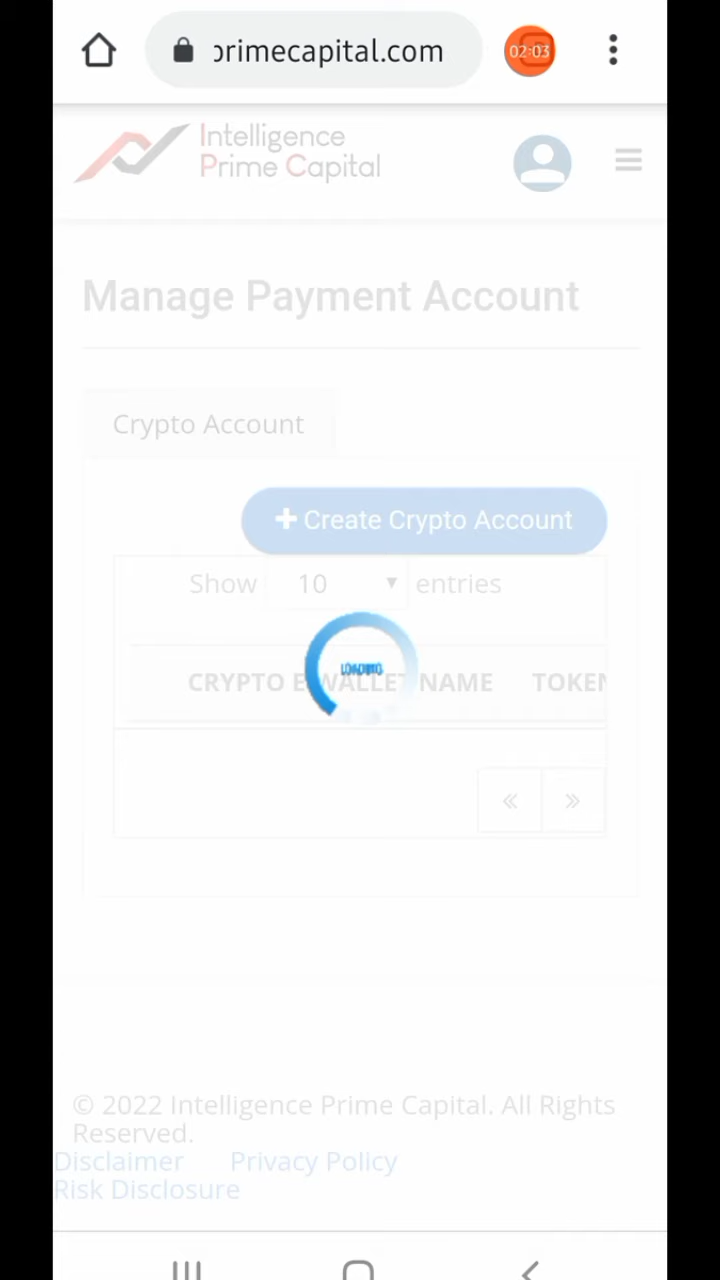 primecapital.com
02:03
Intelligence
Prime Capital
Manage Payment Account
Crypto Account
Create Crypto Account
Show 10 entries
LOADING
CRYPTO E-WALLET NAME TOKEN
© 2022 Intelligence Prime Capital. All Rights
Reserved.
Disclaimer Privacy Policy
Risk Disclosure